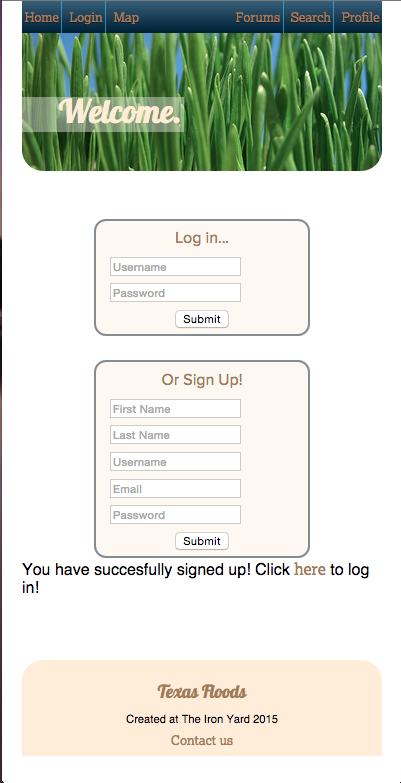 Home Login Map Forums Search Profile
Welcome.
Log in...
Username
Password
Submit
Or Sign Up!
First Name
Last Name
Username
Email
Password
Submit
You have succesfully signed up! Click here to log
in!
Texas Floods
Created at The Iron Yard 2015
Contact us